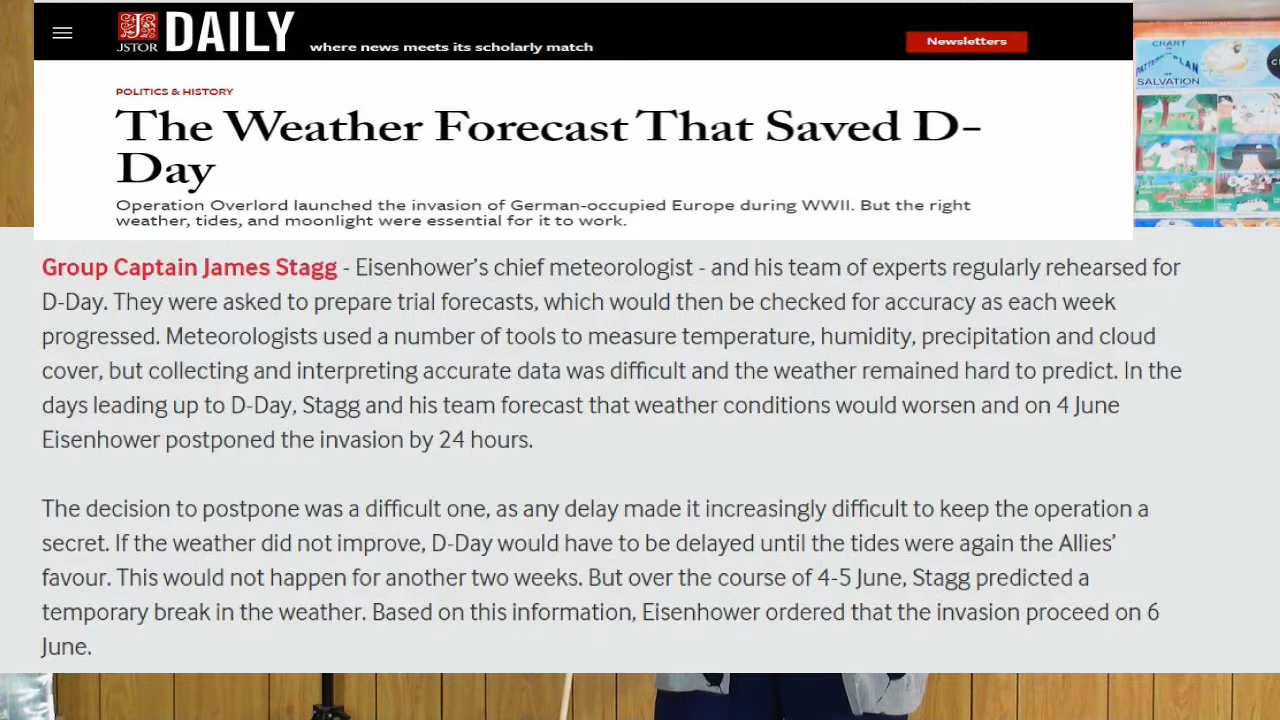 JSTOR DAILY where news meets its scholarly match
Newsletters
POLITICS & HISTORY
The Weather Forecast That Saved D-
Day
Operation Overlord launched the invasion of German-occupied Europe during WWII. But the right
weather, tides, and moonlight were essential for it to work.
CHART
PLAN
SALVATION
Group Captain James Stagg - Eisenhower’s chief meteorologist - and his team of experts regularly rehearsed for
D-Day. They were asked to prepare trial forecasts, which would then be checked for accuracy as each week
progressed. Meteorologists used a number of tools to measure temperature, humidity, precipitation and cloud
cover, but collecting and interpreting accurate data was difficult and the weather remained hard to predict. In the
days leading up to D-Day, Stagg and his team forecast that weather conditions would worsen and on 4 June
Eisenhower postponed the invasion by 24 hours.
The decision to postpone was a difficult one, as any delay made it increasingly difficult to keep the operation a
secret. If the weather did not improve, D-Day would have to be delayed until the tides were again the Allies’
favour. This would not happen for another two weeks. But over the course of 4-5 June, Stagg predicted a
temporary break in the weather. Based on this information, Eisenhower ordered that the invasion proceed on 6
June.